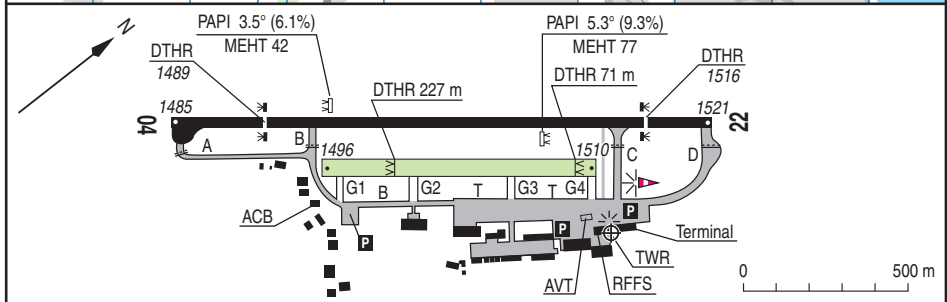 N
PAPI 3.5° (6.1%)
MEHT 42
PAPI 5.3° (9.3%)
MEHT 77
DTHR
1489
DTHR 227 m
DTHR 71 m
DTHR
1516
1485
1521
04
22
A
B
1496
1510
C
D
G1
B
G2
T
G3
T
G4
ACB
P
P
P
Terminal
TWR
AVT
RFFS
0
500 m